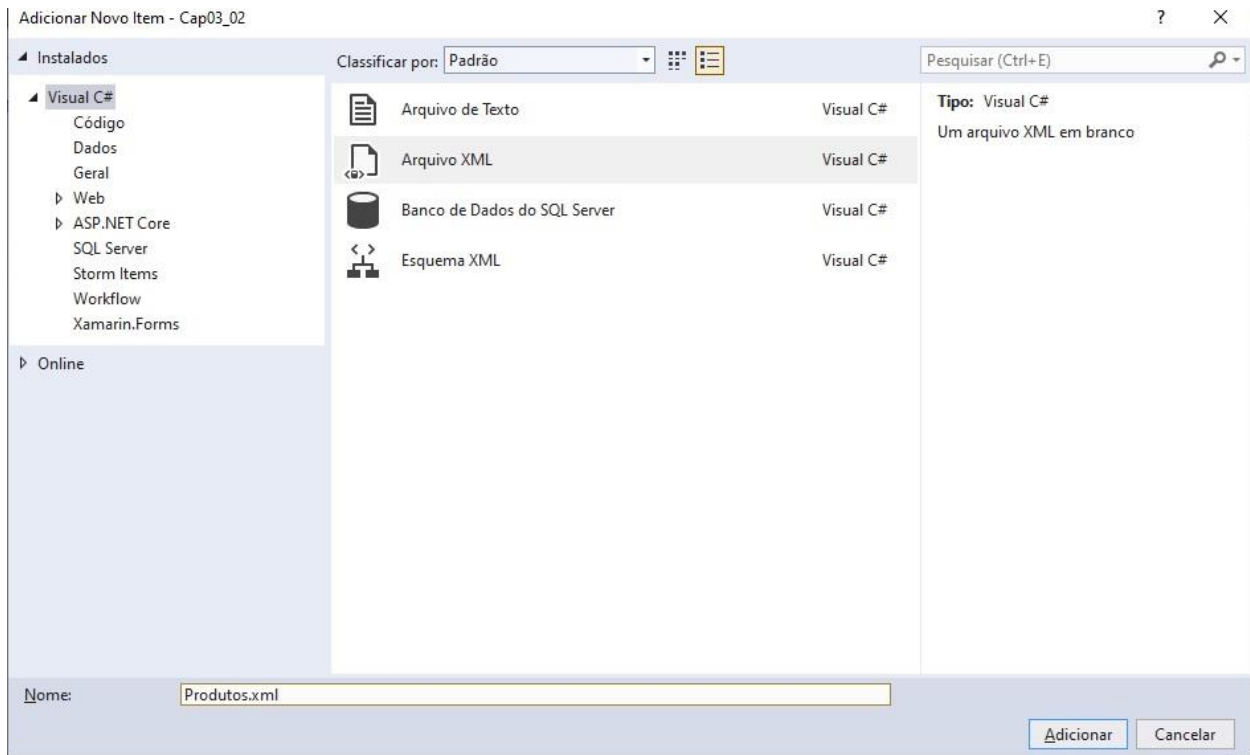 Adicionar Novo Item - Cap03_02
?
Instalados
Classificar por: Padrão
Pesquisar (Ctrl+E)
Visual C#
Código
Dados
Geral
Web
ASP.NET Core
SQL Server
Storm Items
Workflow
Xamarin.Forms
Online
Arquivo de Texto Visual C#
Arquivo XML Visual C#
Banco de Dados do SQL Server Visual C#
Esquema XML Visual C#
Tipo: Visual C#
Um arquivo XML em branco
Nome: Produtos.xml
Adicionar Cancelar